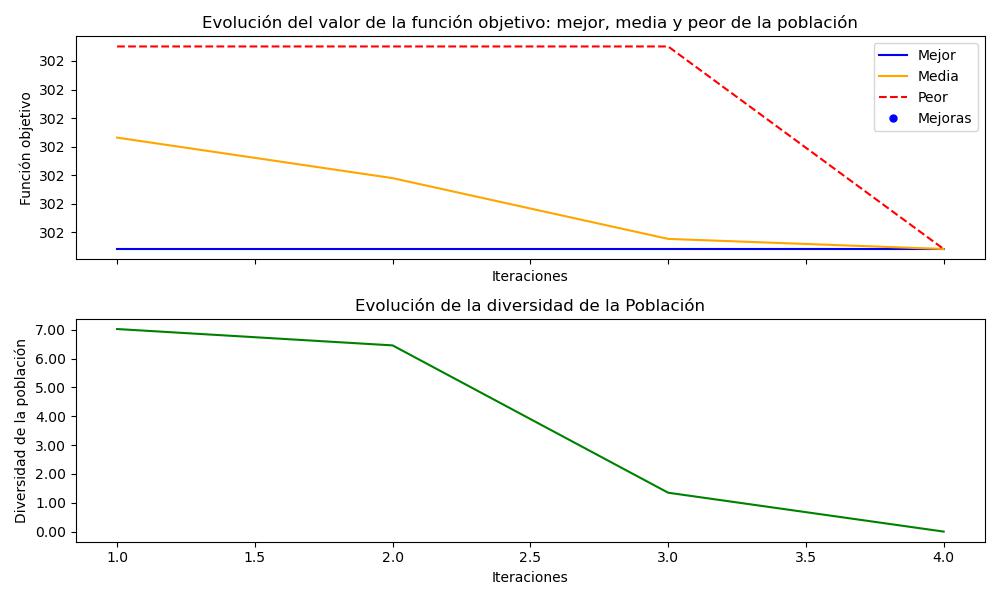 Evolución del valor de la función objetivo: mejor, media y peor de la población
302
302
302
302
302
302
302
Función objetivo
Mejor
Media
Peor
Mejoras
Iteraciones
Evolución de la diversidad de la Población
7.00
6.00
5.00
4.00
3.00
2.00
1.00
0.00
Diversidad de la población
1.0 1.5 2.0 2.5 3.0 3.5 4.0
Iteraciones